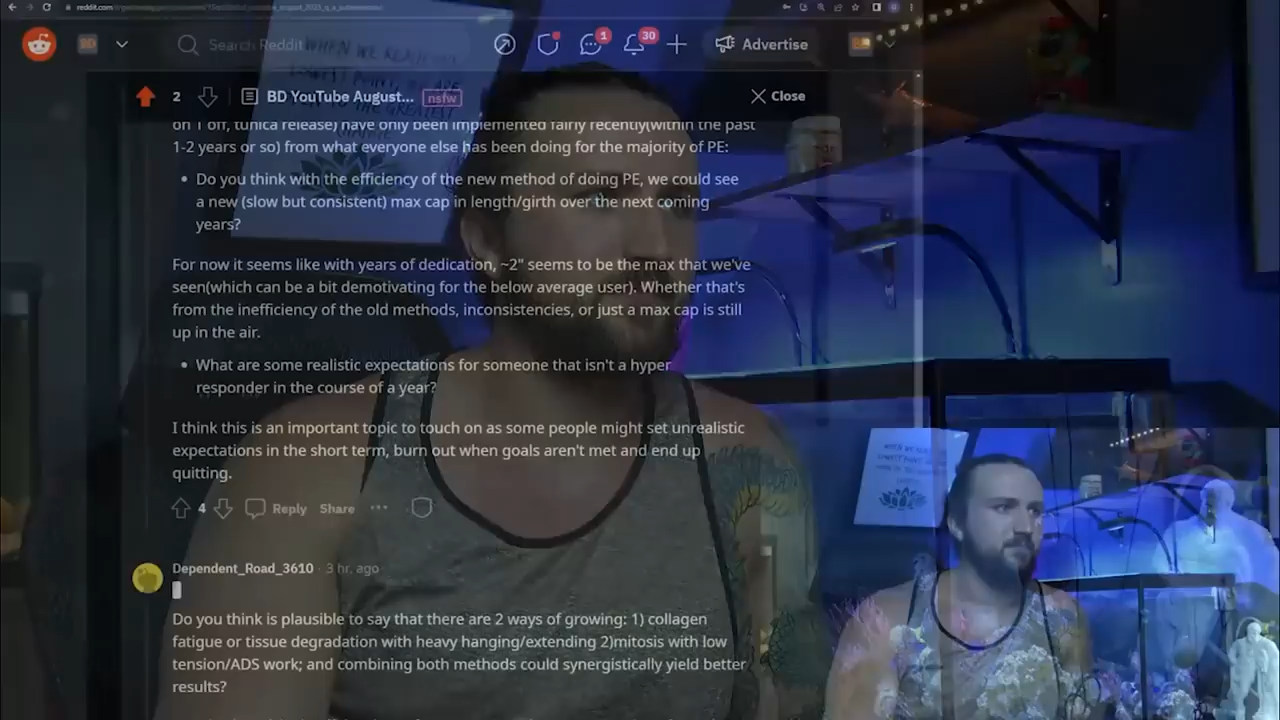 Search Reddit
1
30
Advertise
2
BD YouTube August...
nsfw
Close
on 1 off, tunica release) have only been implemented fairly recently(within the past
1-2 years or so) from what everyone else has been doing for the majority of PE:
• Do you think with the efficiency of the new method of doing PE, we could see
a new (slow but consistent) max cap in length/girth over the next coming
years?
For now it seems like with years of dedication, ~2" seems to be the max that we've
seen(which can be a bit demotivating for the below average user). Whether that's
from the inefficiency of the old methods, inconsistencies, or just a max cap is still
up in the air.
• What are some realistic expectations for someone that isn't a hyper
responder in the course of a year?
I think this is an important topic to touch on as some people might set unrealistic
expectations in the short term, burn out when goals aren't met and end up
quitting.
4
Reply
Share
Dependent_Road_3610 · 3 hr. ago
Do you think is plausible to say that there are 2 ways of growing: 1) collagen
fatigue or tissue degradation with heavy hanging/extending 2)mitosis with low
tension/ADS work; and combining both methods could synergistically yield better
results?